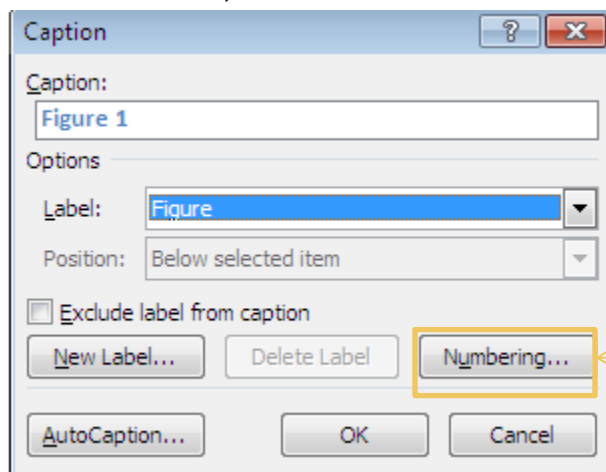 Caption
Caption:
Figure 1
Options
Label: Figure
Position: Below selected item
Exclude label from caption
New Label... Delete Label Numbering...
AutoCaption... OK Cancel